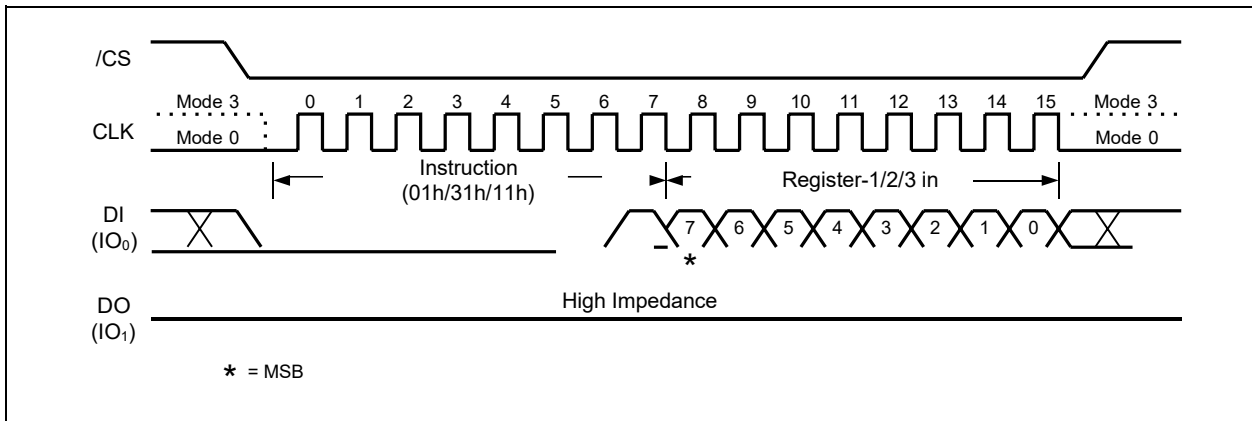 /CS
Mode 3 0 1 2 3 4 5 6 7 8 9 10 11 12 13 14 15 Mode 3
CLK Mode 0 Mode 0
Instruction
(01h/31h/11h)
Register-1/2/3 in
DI
(IO₀)
7 6 5 4 3 2 1 0
*
High Impedance
DO
(IO₁)
* = MSB